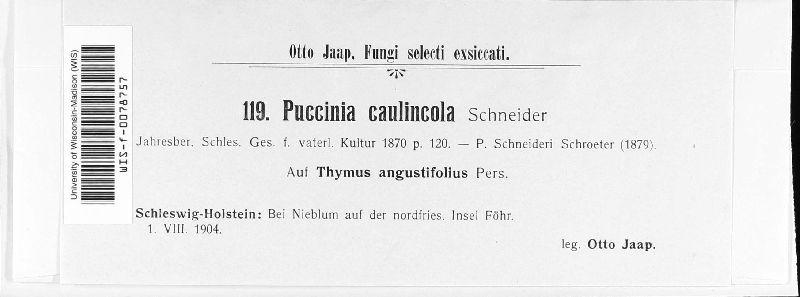 Otto Jaap, Fungi selecti exsiccati.
119. Puccinia caulincola Schneider
Jahresber. Schles. Ges. f. vaterl. Kultur 1870 p. 120. — P. Schneideri Schroeter (1879).
Auf Thymus angustifolius Pers.
Schleswig-Holstein: Bei Nieblum auf der nordfries. Insel Föhr.
1. VIII. 1904.
leg. Otto Jaap.
University of Wisconsin-Madison (WIS)
WIS-f-0078757